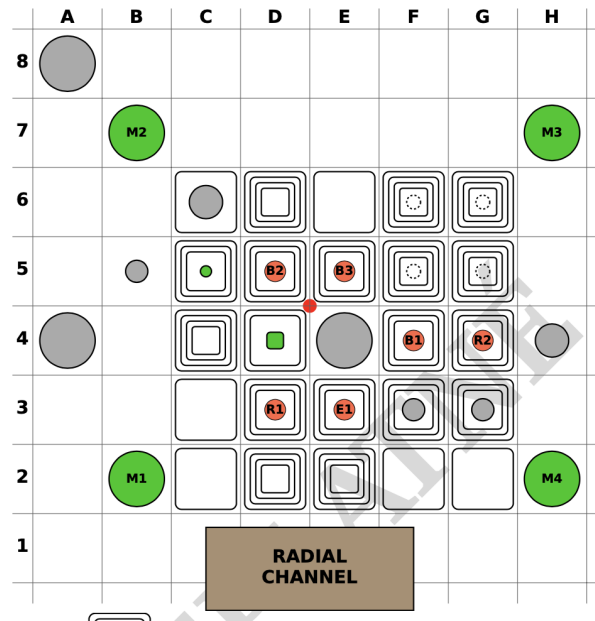 A B C D E F G H
8
7 M2 M3
6
5 B2 B3
4 B1 R2
3 R1 E1
2 M1 M4
1
RADIAL
CHANNEL